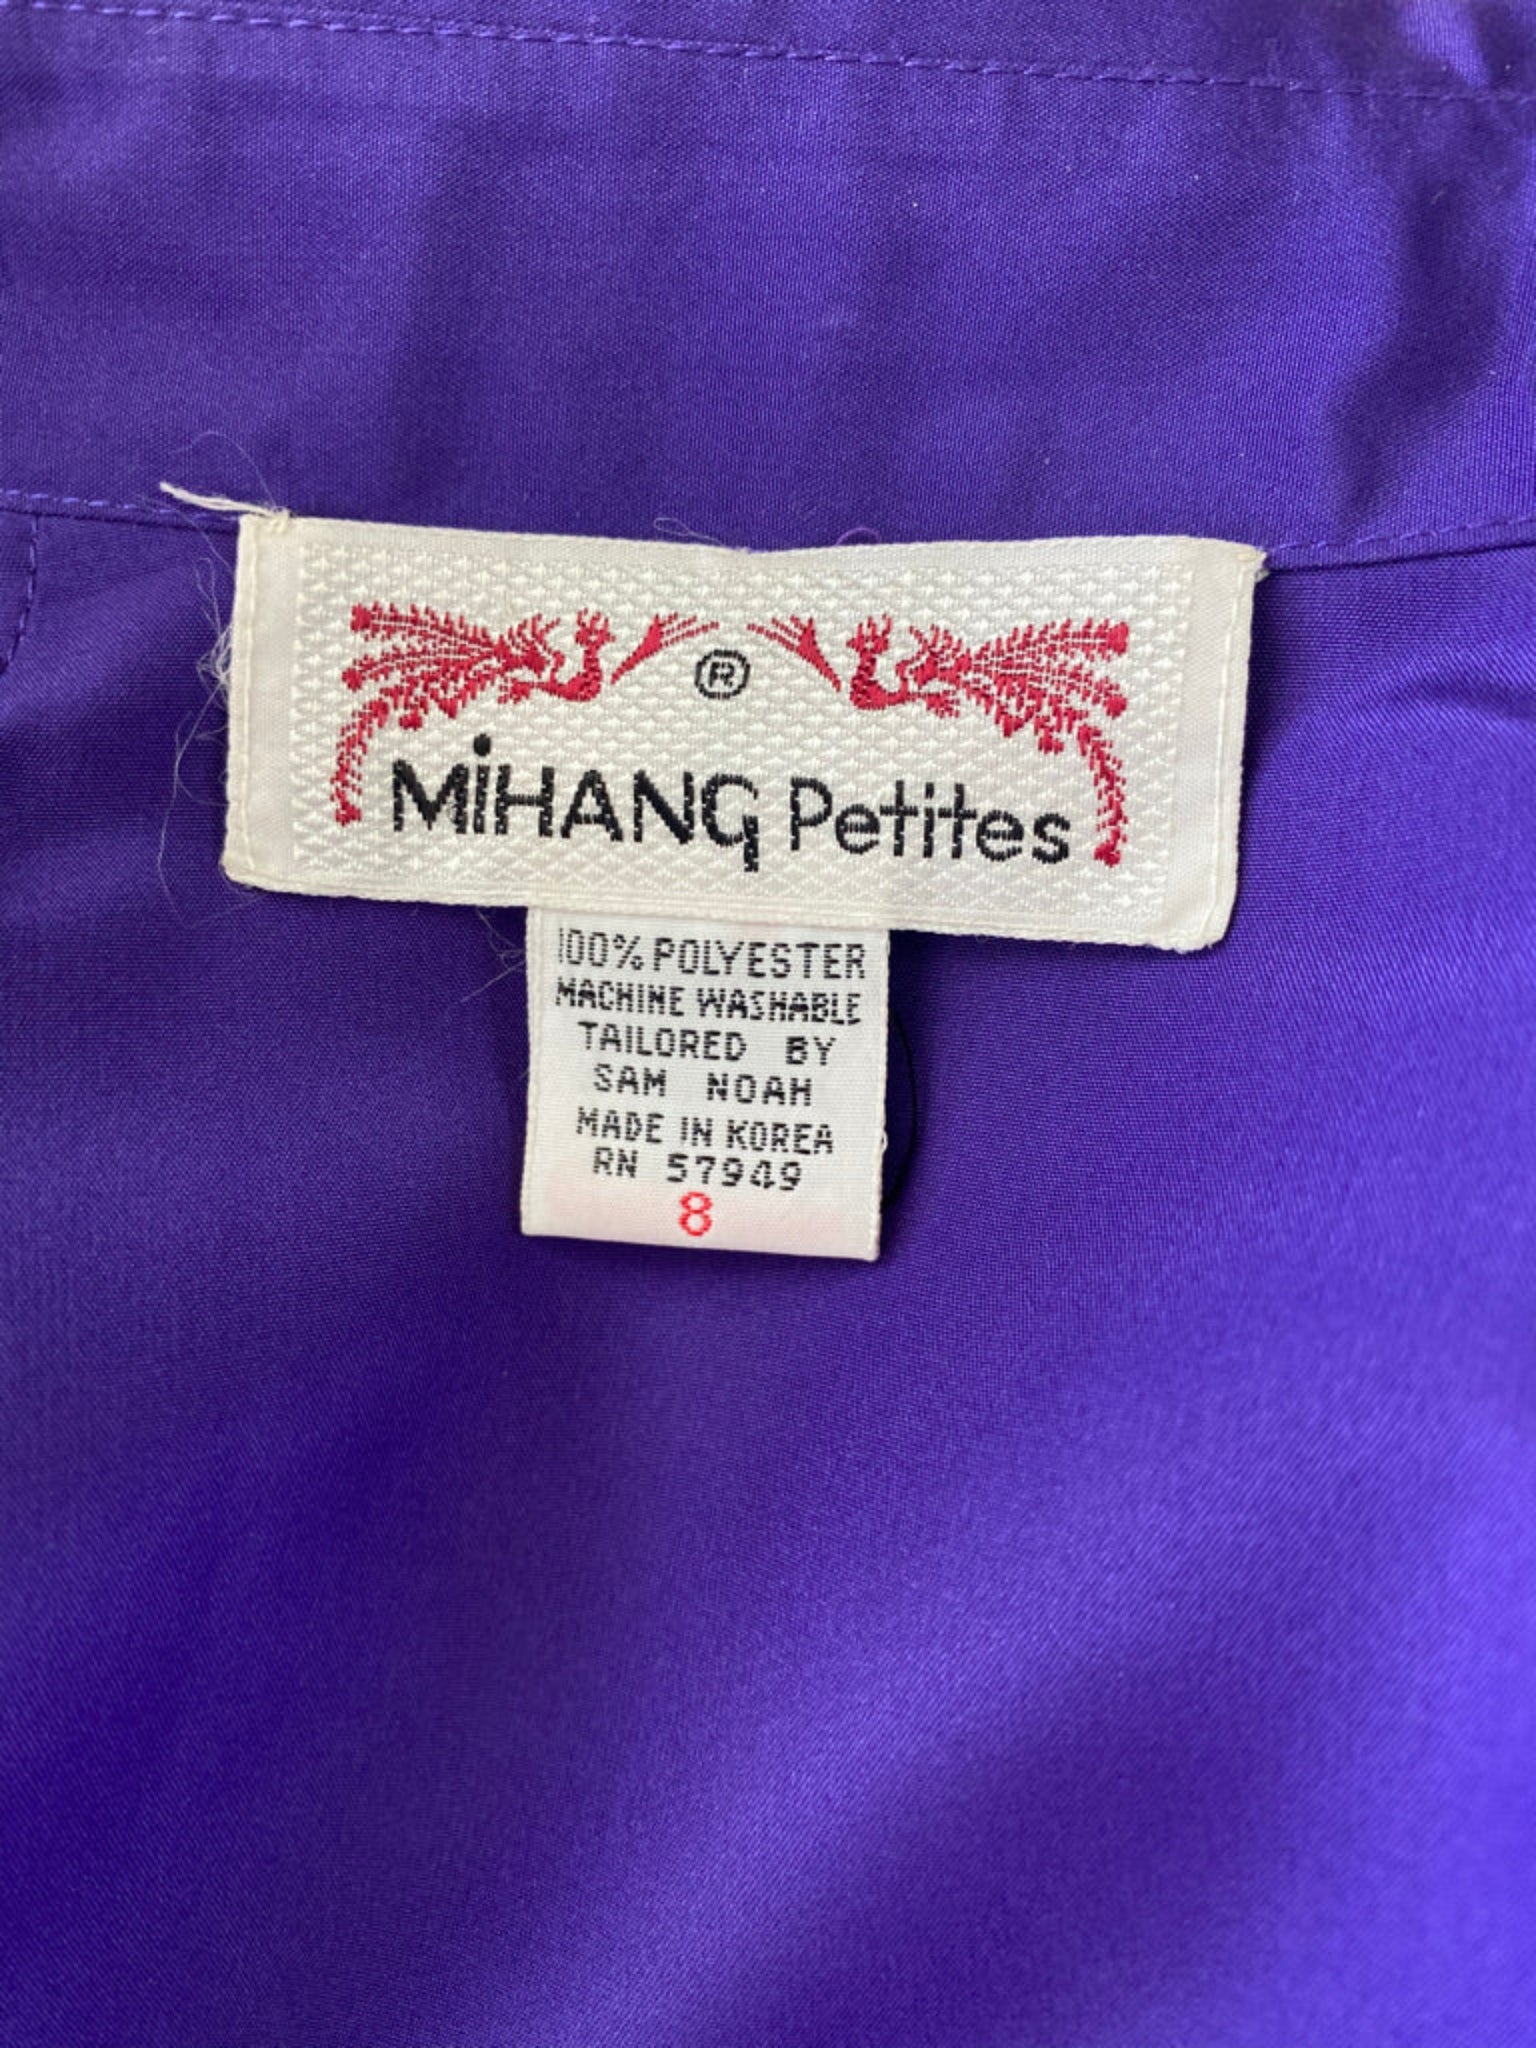 ®
MiHANG Petites
100% POLYESTER
MACHINE WASHABLE
TAILORED BY
SAM NOAH
MADE IN KOREA
RN 57949
8